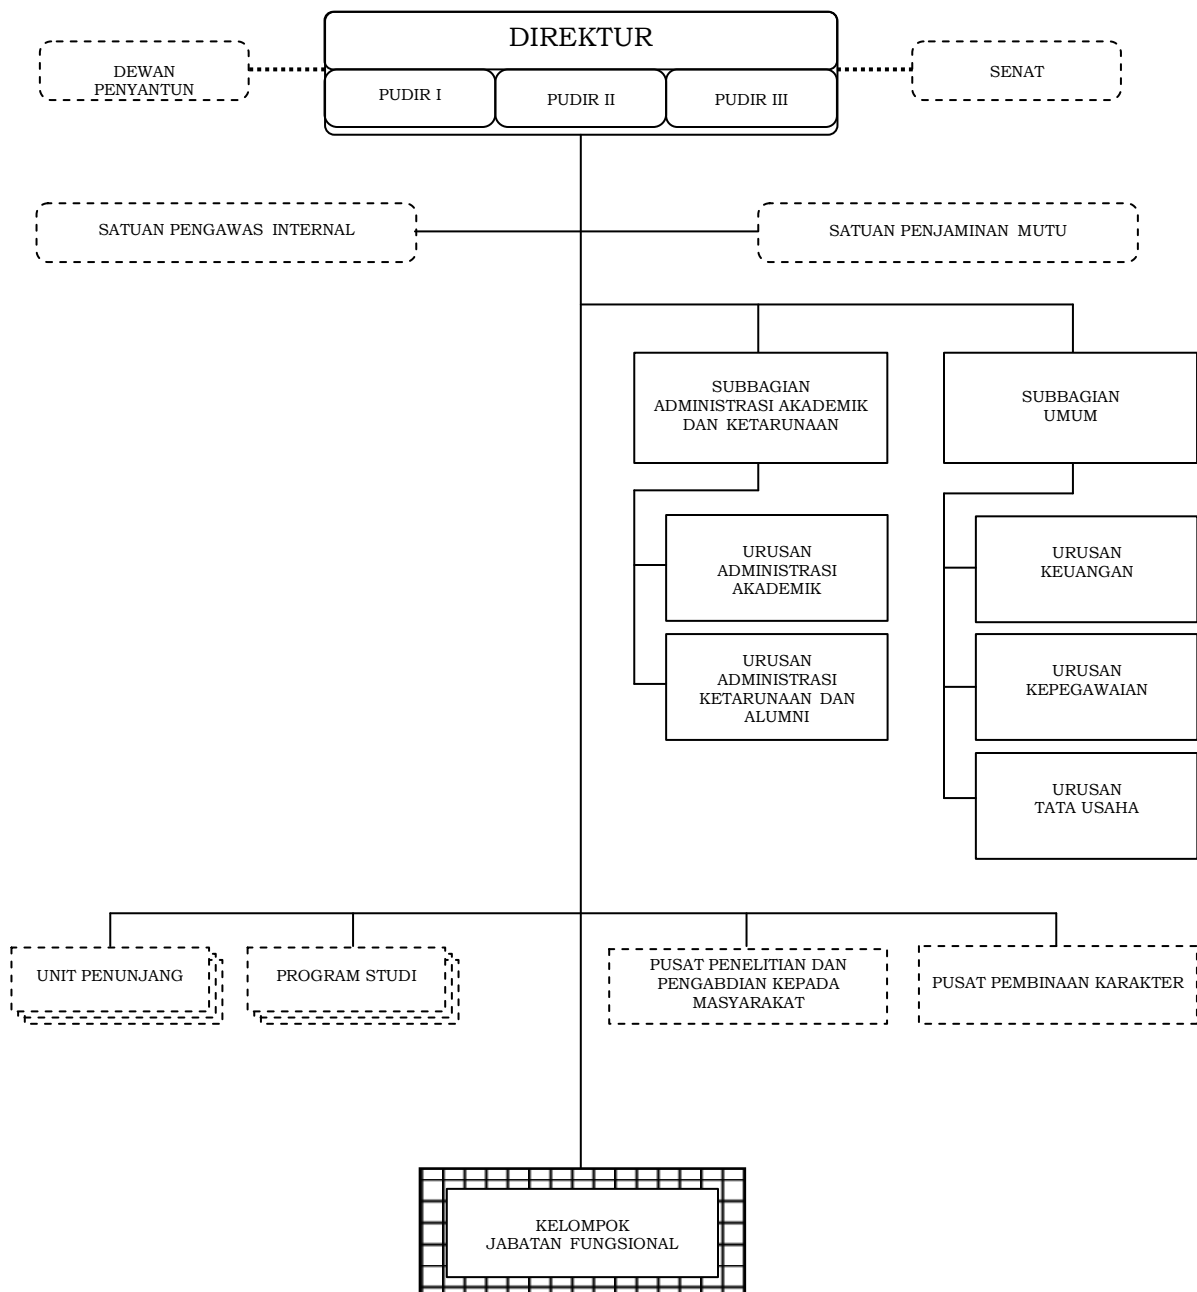 DIREKTUR
DEWAN
PENYANTUN
PUDIR I
PUDIR II
PUDIR III
SENAT
SATUAN PENGAWAS INTERNAL
SATUAN PENJAMINAN MUTU
SUBBAGIAN
ADMINISTRASI AKADEMIK
DAN KETARUNAAN
SUBBAGIAN
UMUM
URUSAN
ADMINISTRASI
AKADEMIK
URUSAN
KEUANGAN
URUSAN
ADMINISTRASI
KETARUNAAN DAN
ALUMNI
URUSAN
KEPEGAWAIAN
URUSAN
TATA USAHA
UNIT PENUNJANG
PROGRAM STUDI
PUSAT PENELITIAN DAN
PENGABDIAN KEPADA
MASYARAKAT
PUSAT PEMBINAAN KARAKTER
KELOMPOK
JABATAN FUNGSIONAL